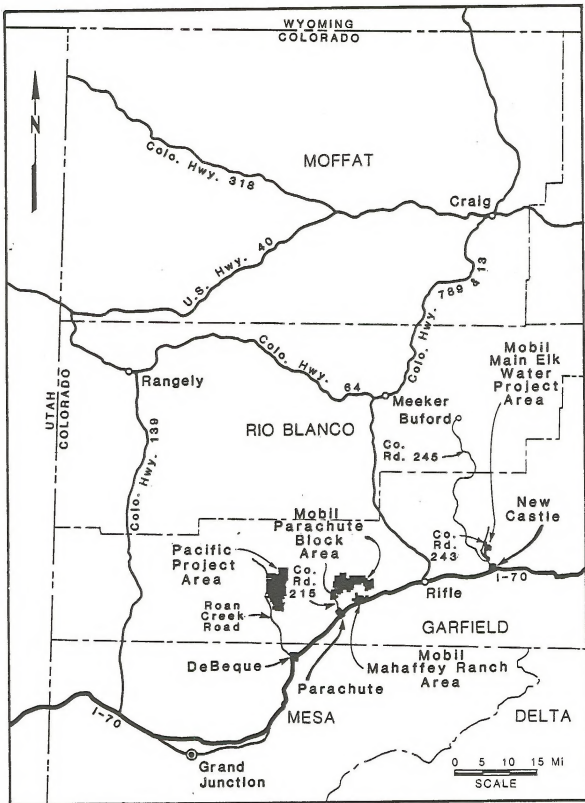 WYOMING
COLORADO
N
Colo. Hwy. 318
MOFFAT
Craig
U.S. Hwy. 40
Colo. Hwy. 789 & 13
UTAH
COLORADO
Rangely
Colo. Hwy. 64
Meeker
Buford
Mobil
Main Elk
Water
Project
Area
RIO BLANCO
Co.
Rd. 245
Colo. Hwy. 139
Mobil
Parachute
Block
Area
New
Castle
Pacific
Project
Area
Co.
Rd.
215
Co.
Rd.
243
I-70
Rifle
Roan
Creek
Road
GARFIELD
DeBeque
Mobil
Mahaffey Ranch
Area
Parachute
MESA
DELTA
I-70
Grand
Junction
0 5 10 15 Mi
SCALE